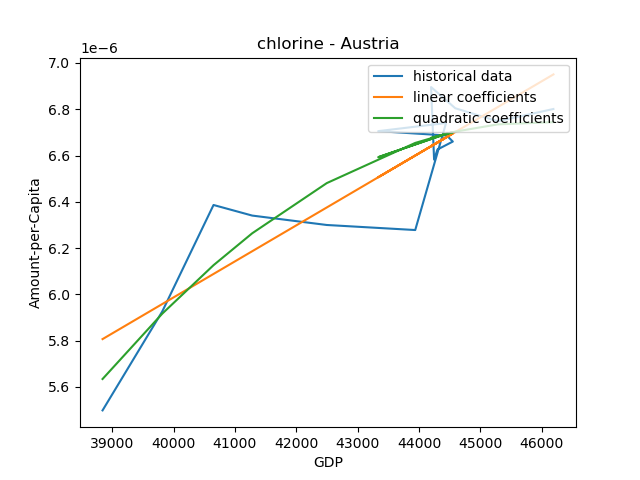 chlorine - Austria
1e−6
7.0
6.8
6.6
6.4
6.2
6.0
5.8
5.6
Amount-per-Capita
historical data
linear coefficients
quadratic coefficients
39000 40000 41000 42000 43000 44000 45000 46000
GDP